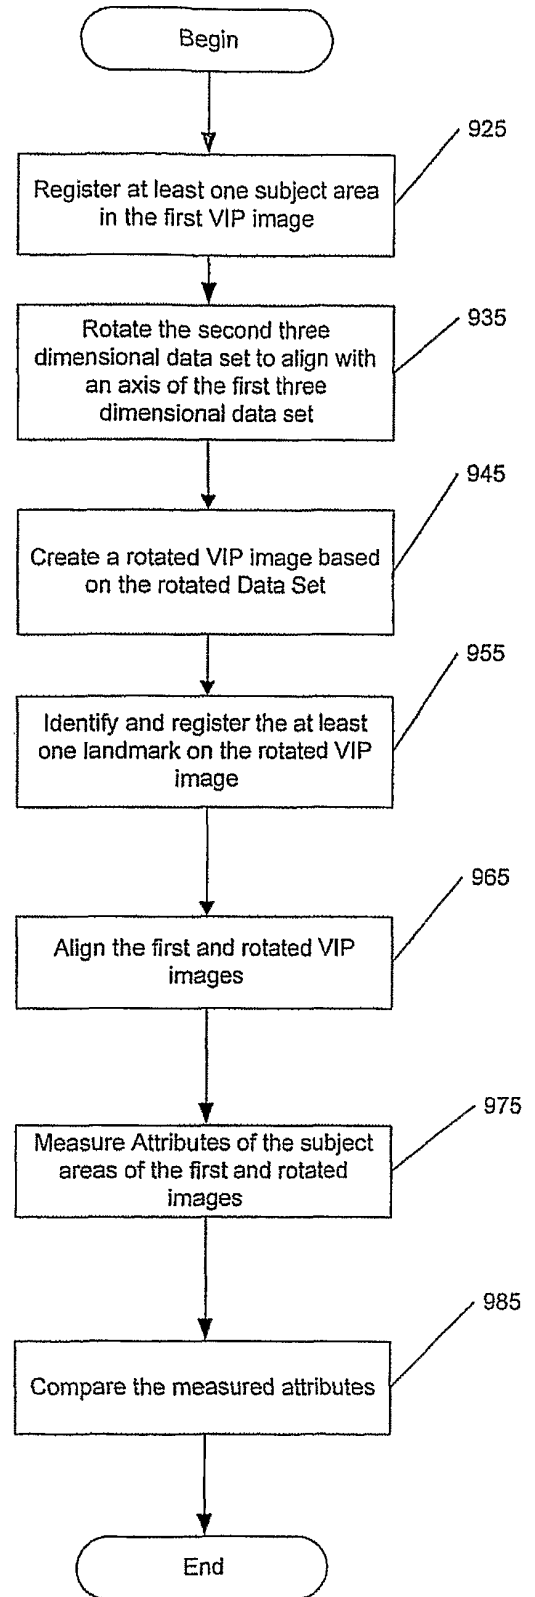 Begin
925
Register at least one subject area
in the first VIP image
935
Rotate the second three
dimensional data set to align with
an axis of the first three
dimensional data set
945
Create a rotated VIP image based
on the rotated Data Set
955
Identify and register the at least
one landmark on the rotated VIP
image
965
Align the first and rotated VIP
images
975
Measure Attributes of the subject
areas of the first and rotated
images
985
Compare the measured attributes
End